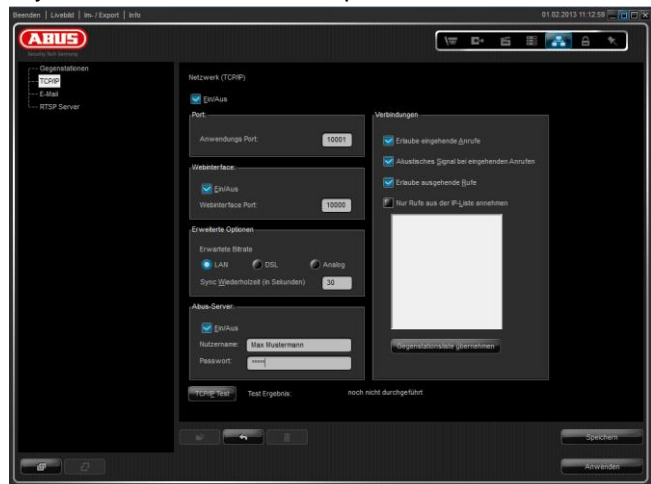 Beenden | Livebild | Im- / Export | Info
01.02.2013 11:12:58
ABUS
Security Tech Germany
Gegenstationen
TCP/IP
E-Mail
RTSP Server
Netzwerk (TCP/IP)
Ein/Aus
Port:
Anwendungs Port: 10001
Webinterface:
Ein/Aus
Webinterface Port: 10000
Erweiterte Optionen
Erwartete Bitrate
LAN DSL Analog
Sync Wiederholzeit (in Sekunden) 30
Abus-Server:
Ein/Aus
Nutzername: Max Mustermann
Passwort: *****
Verbindungen
Erlaube eingehende Anrufe
Akustisches Signal bei eingehenden Anrufen
Erlaube ausgehende Rufe
Nur Rufe aus der IP-Liste annehmen
Gegenstationsliste übernehmen
TCP/IP Test Test Ergebnis: noch nicht durchgeführt
Speichern
Anwenden